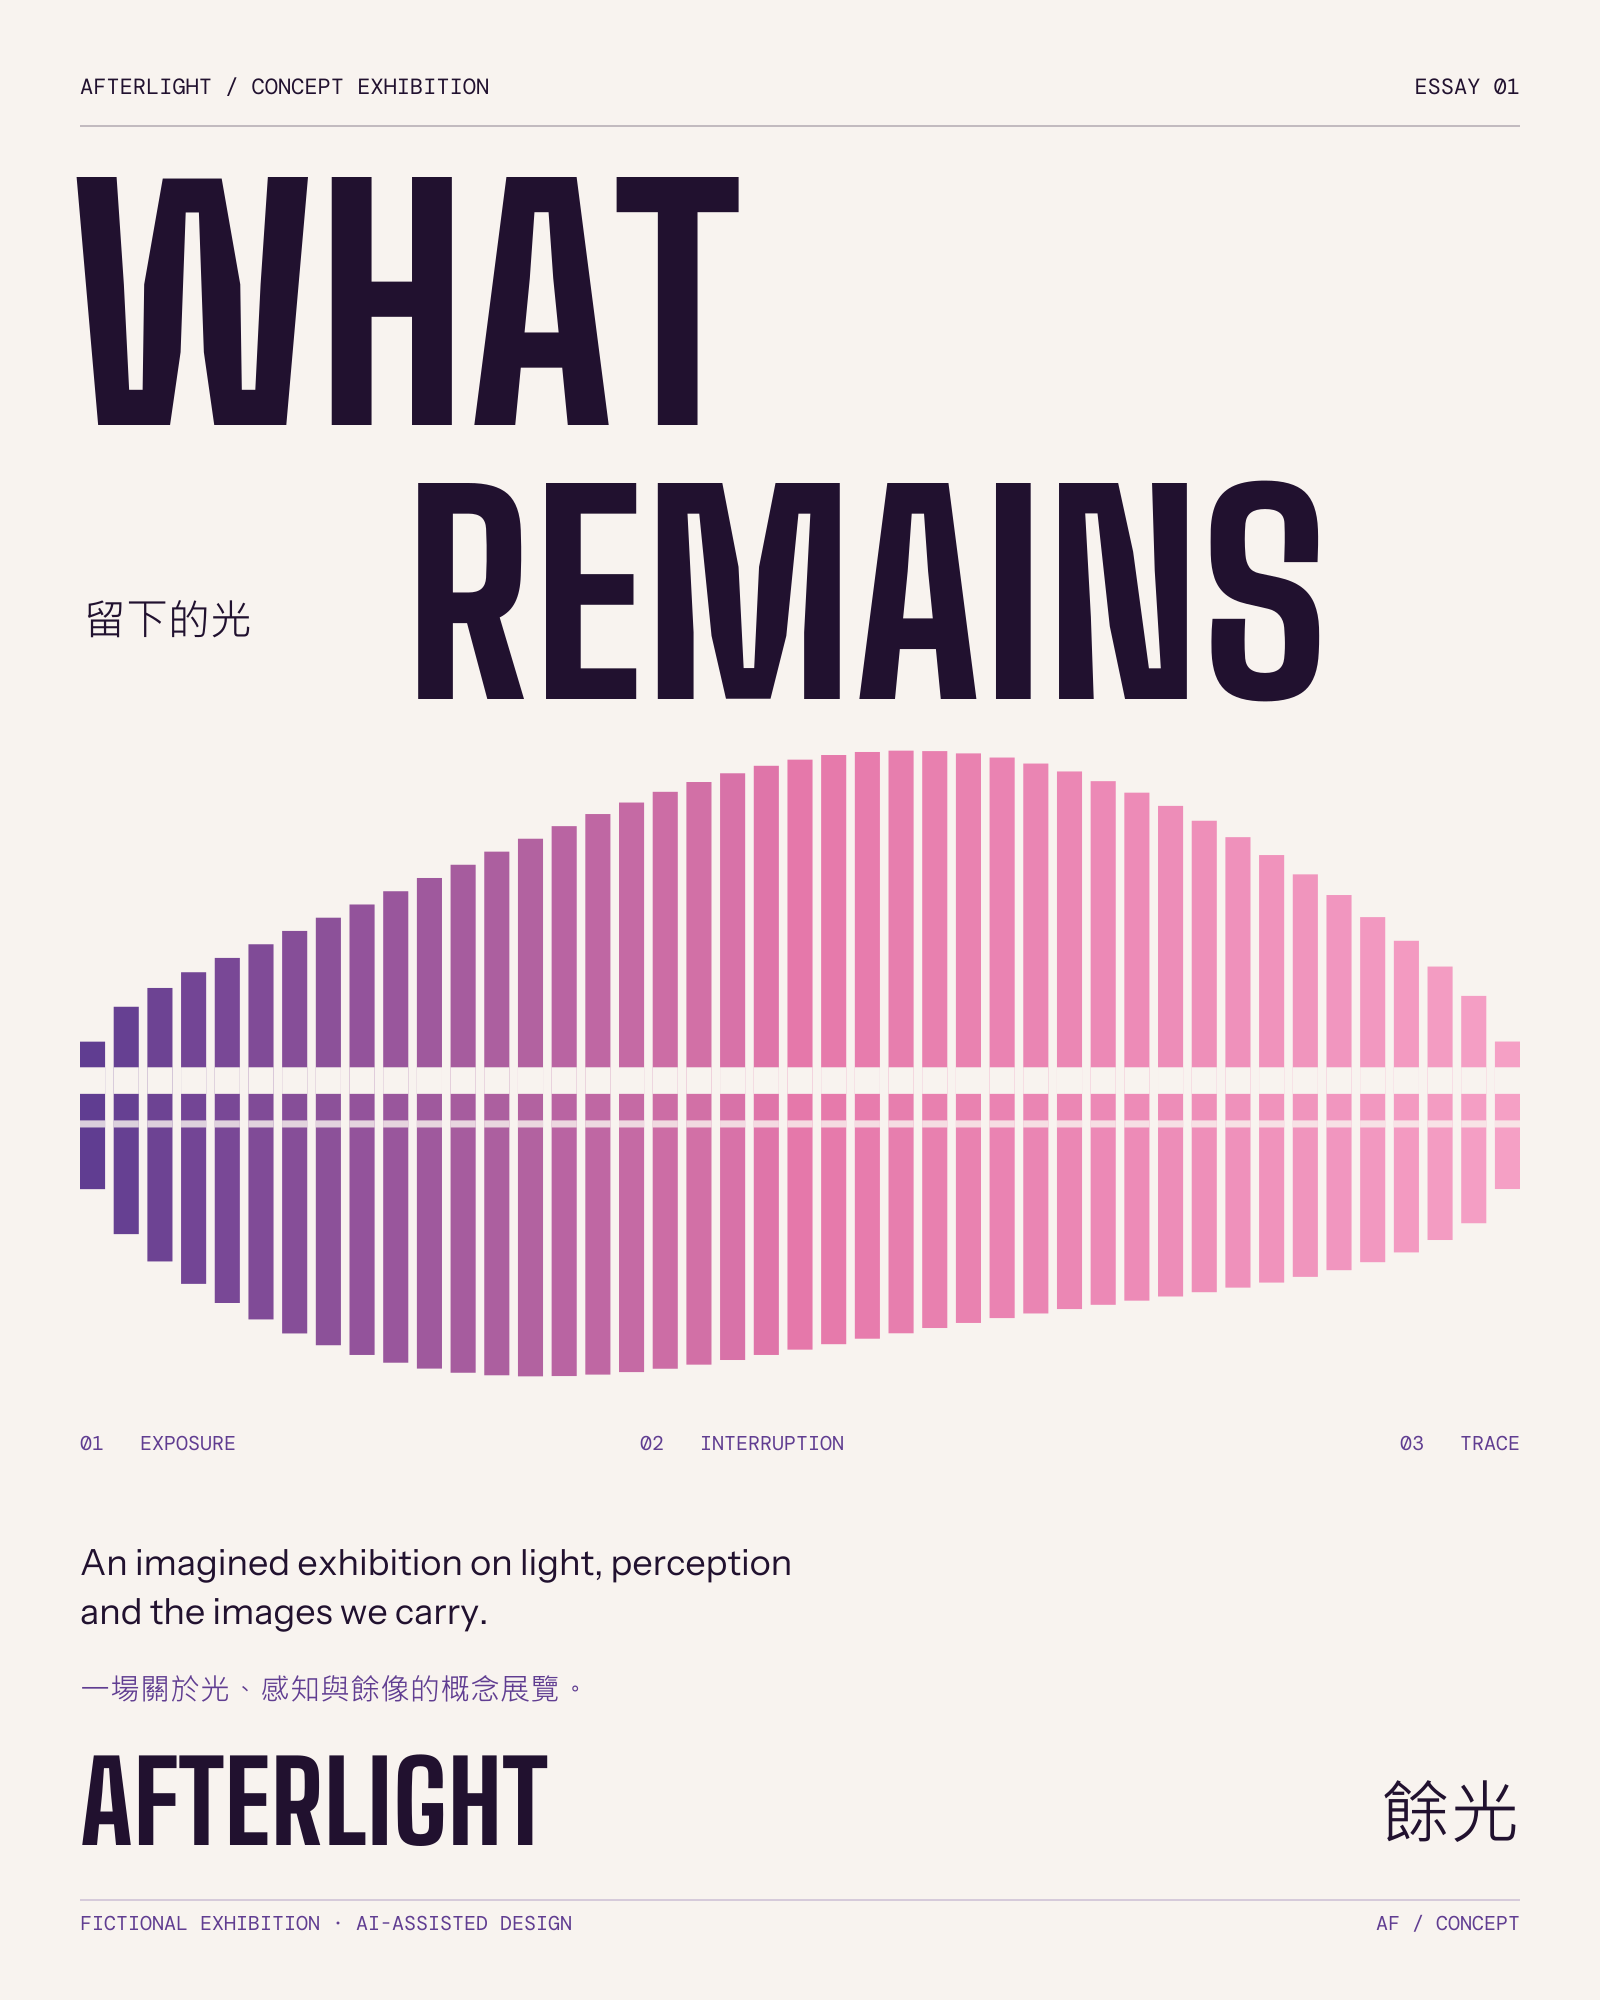 AFTERLIGHT / CONCEPT EXHIBITION
ESSAY 01
WHAT
REMAINS
留下的光
01 EXPOSURE
02 INTERRUPTION
03 TRACE
An imagined exhibition on light, perception
and the images we carry.
一場關於光、感知與餘像的概念展覽。
AFTERLIGHT
餘光
FICTIONAL EXHIBITION · AI-ASSISTED DESIGN
AF / CONCEPT